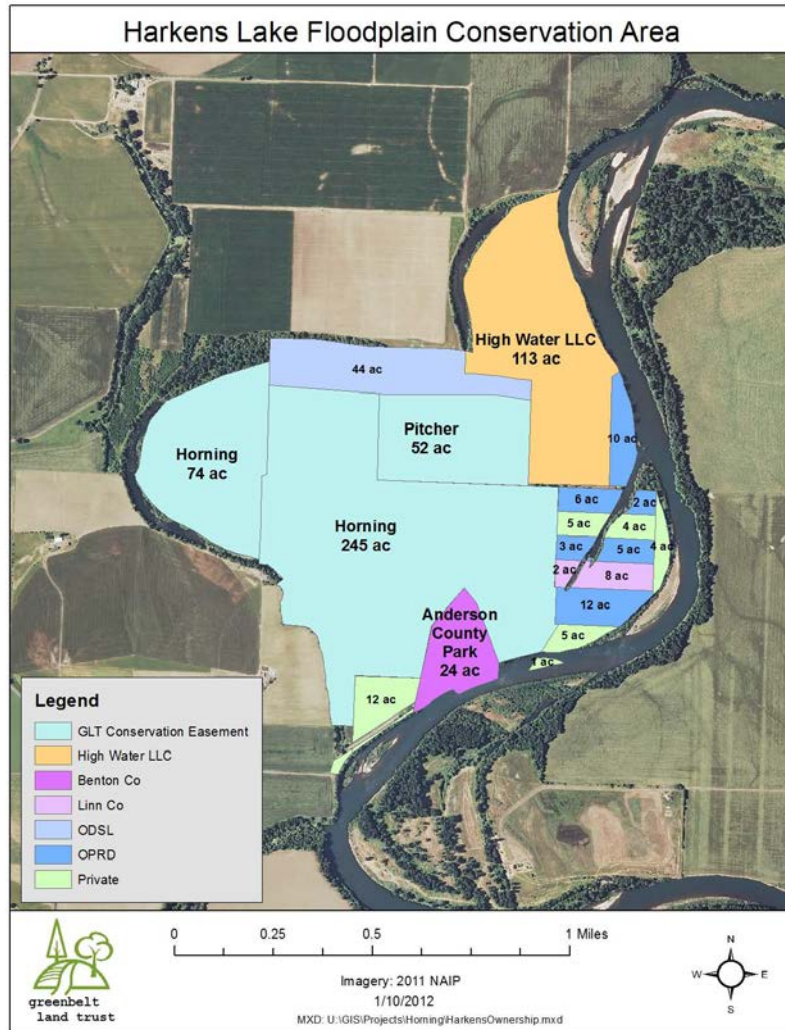 Harkens Lake Floodplain Conservation Area
High Water LLC
113 ac
44 ac
Pitcher
52 ac
10 ac
Horning
74 ac
Horning
245 ac
6 ac
2 ac
5 ac
4 ac
3 ac
5 ac
4 ac
2 ac
8 ac
12 ac
Anderson
County
Park
24 ac
5 ac
1 ac
12 ac
Legend
GLT Conservation Easement
High Water LLC
Benton Co
Linn Co
ODSL
OPRD
Private
greenbelt
land trust
0 0.25 0.5 1 Miles
Imagery: 2011 NAIP
1/10/2012
MXD: U:\GIS\Projects\Horning\HarkensOwnership.mxd
N
W E
S